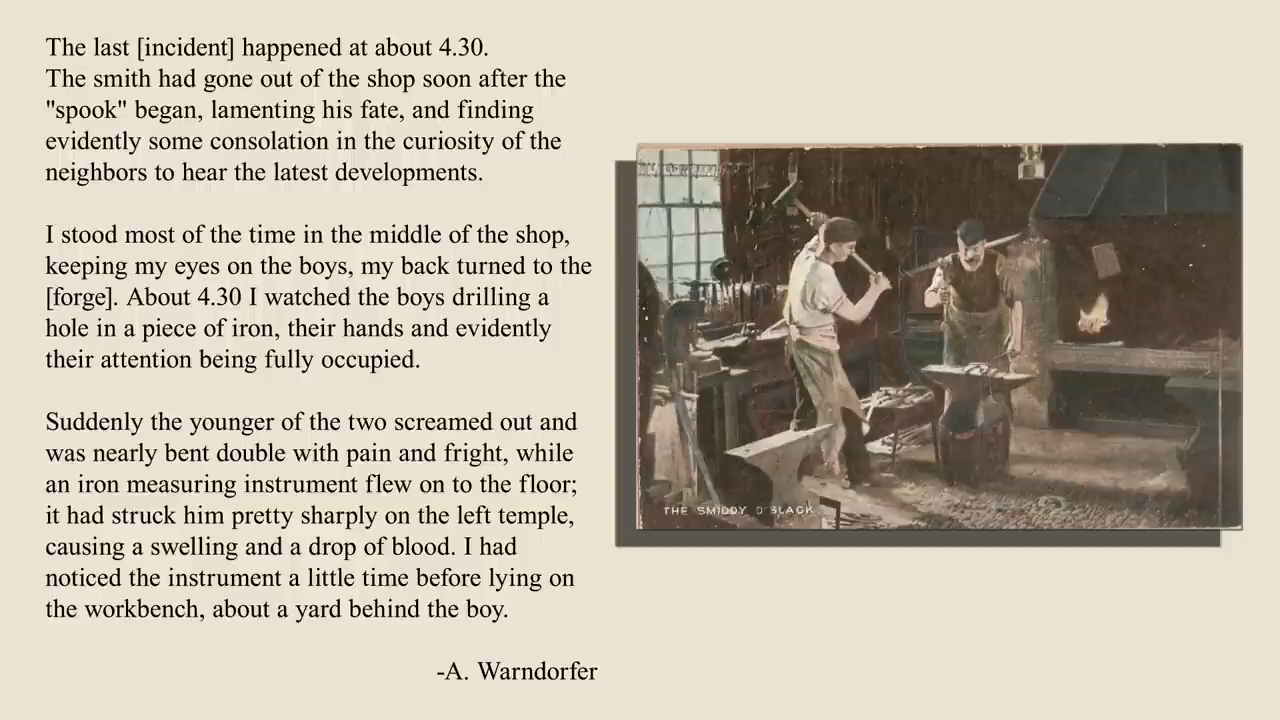 The last [incident] happened at about 4.30.
The smith had gone out of the shop soon after the
"spook" began, lamenting his fate, and finding
evidently some consolation in the curiosity of the
neighbors to hear the latest developments.
I stood most of the time in the middle of the shop,
keeping my eyes on the boys, my back turned to the
[forge]. About 4.30 I watched the boys drilling a
hole in a piece of iron, their hands and evidently
their attention being fully occupied.
Suddenly the younger of the two screamed out and
was nearly bent double with pain and fright, while
an iron measuring instrument flew on to the floor;
it had struck him pretty sharply on the left temple,
causing a swelling and a drop of blood. I had
noticed the instrument a little time before lying on
the workbench, about a yard behind the boy.
-A. Warndorfer
THE SMIDDY O'SLACK.